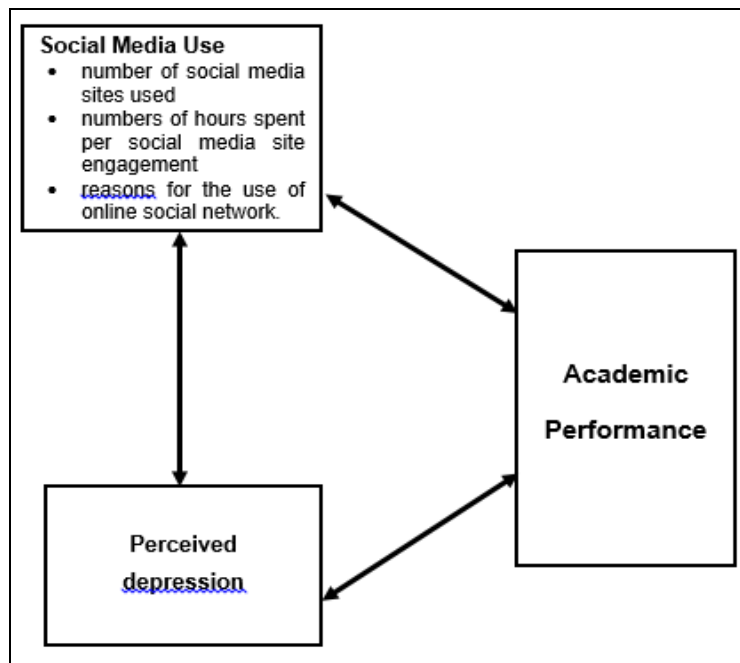 Social Media Use
• number of social media
sites used
• numbers of hours spent
per social media site
engagement
• reasons for the use of
online social network.
Academic
Performance
Perceived
depression